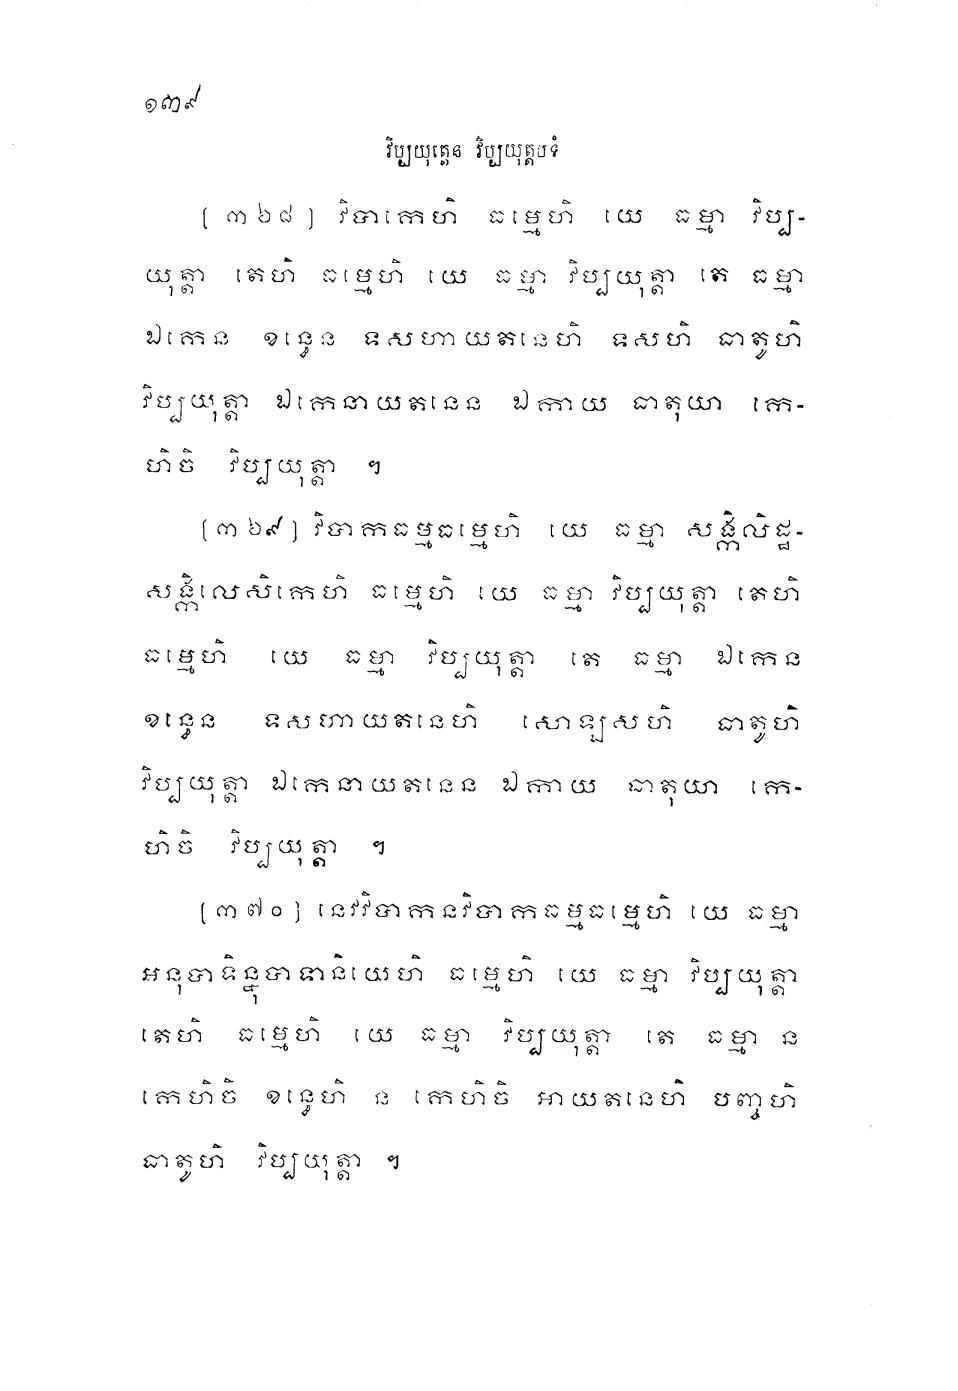 ១៣៩
វិប្បយុត្តេន វិប្បយុត្តបទំ
(៣៦៨) វិបាកេហិ ធម្មេហិ យេ ធម្មា វិប្ប-
យុត្តា តេហិ ធម្មេហិ យេ ធម្មា វិប្បយុត្តា តេ ធម្មា
ឯកេន ខន្ធេន ទសហាយតនេហិ ទសហិ ធាតូហិ
វិប្បយុត្តា ឯកេនាយតនេន ឯកាយ ធាតុយា កេ-
ហិចិ វិប្បយុត្តា ។
(៣៦៩) វិបាកធម្មធម្មេហិ យេ ធម្មា សង្កិលិដ្ឋ-
សង្កិលេសិកេហិ ធម្មេហិ យេ ធម្មា វិប្បយុត្តា តេហិ
ធម្មេហិ យេ ធម្មា វិប្បយុត្តា តេ ធម្មា ឯកេន
ខន្ធេន ទសហាយតនេហិ សោឡសហិ ធាតូហិ
វិប្បយុត្តា ឯកេនាយតនេន ឯកាយ ធាតុយា កេ-
ហិចិ វិប្បយុត្តា ។
(៣៧០) នេវវិបាកនវិបាកធម្មធម្មេហិ យេ ធម្មា
អនុបាទិន្នុបាទានិយេហិ ធម្មេហិ យេ ធម្មា វិប្បយុត្តា
តេហិ ធម្មេហិ យេ ធម្មា វិប្បយុត្តា តេ ធម្មា ន
កេហិចិ ខន្ធេហិ ន កេហិចិ អាយតនេហិ បញ្ចហិ
ធាតូហិ វិប្បយុត្តា ។